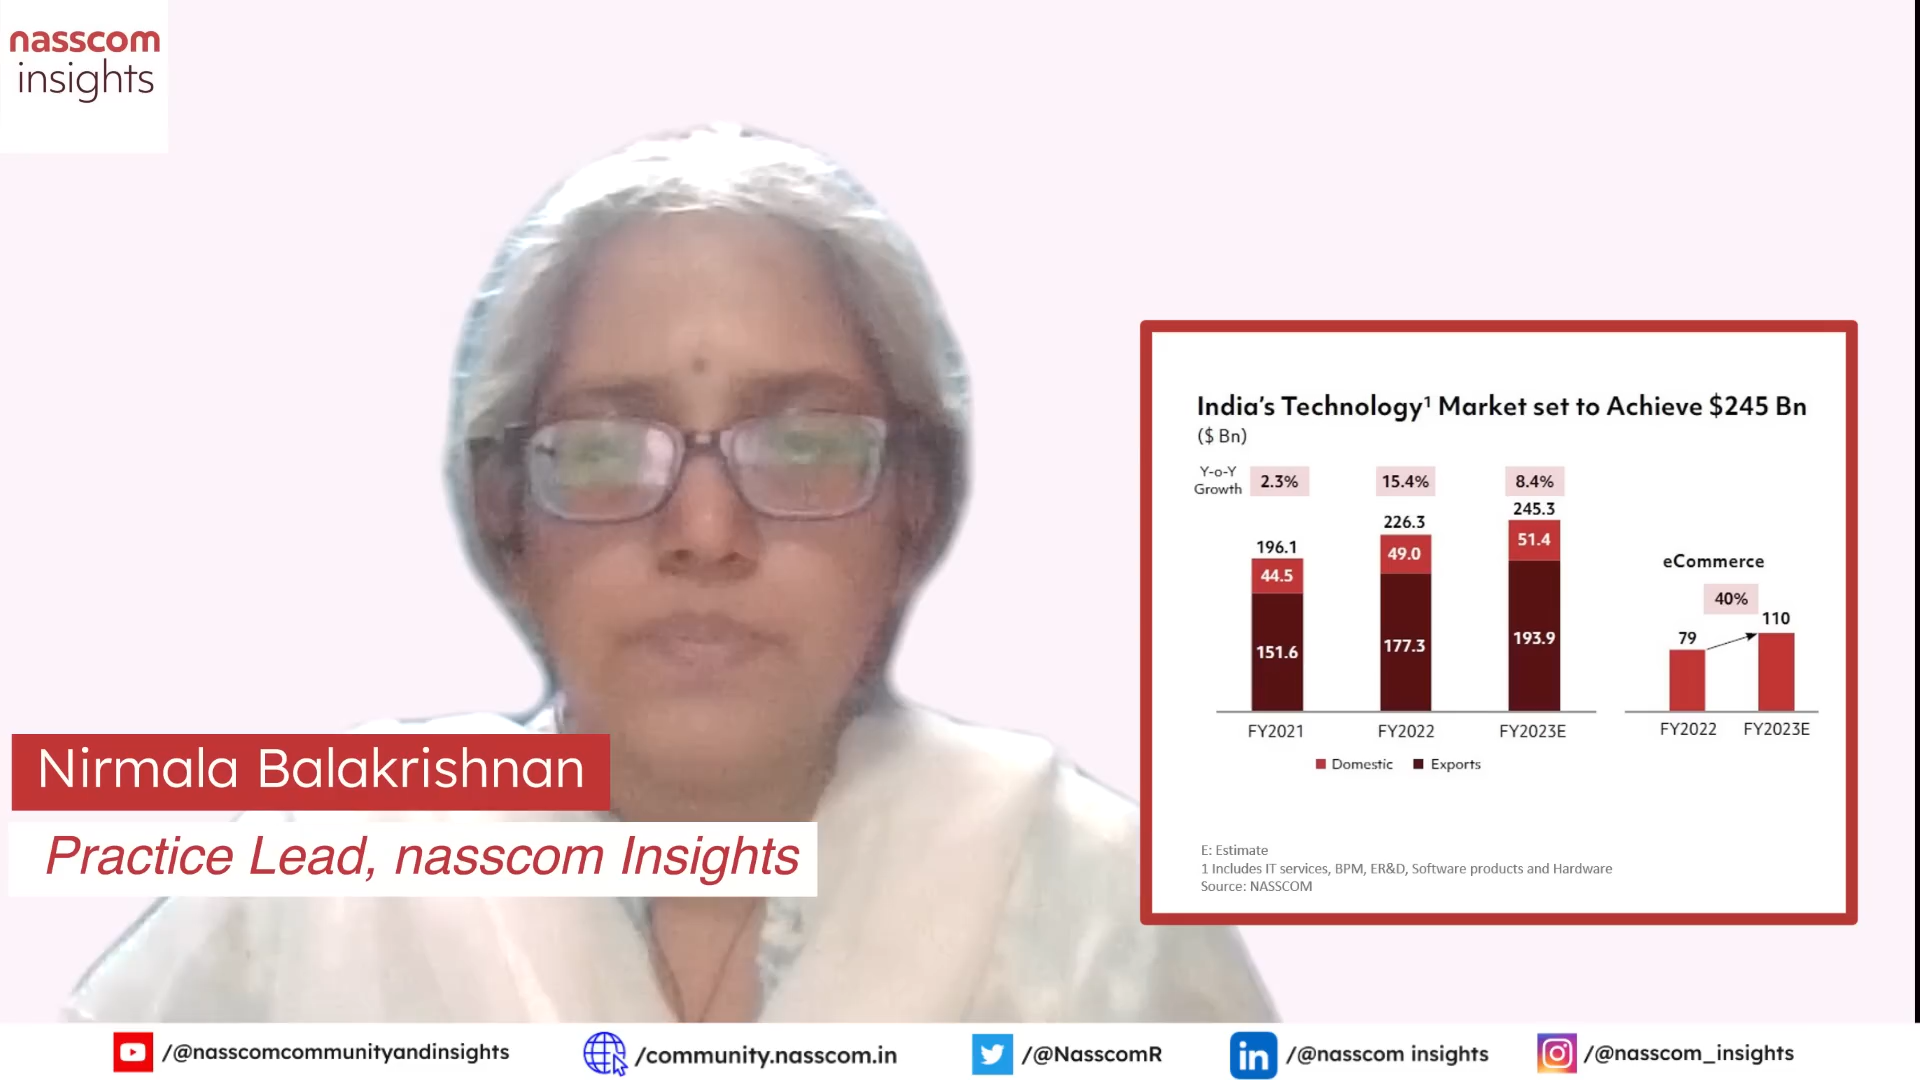 nasscom
insights
India's Technology¹ Market set to Achieve $245 Bn
($ Bn)
Y-o-Y
Growth
2.3%
15.4%
8.4%
196.1
226.3
245.3
44.5
49.0
51.4
151.6
177.3
193.9
FY2021
FY2022
FY2023E
Domestic
Exports
eCommerce
40%
79
110
FY2022
FY2023E
E: Estimate
1 Includes IT services, BPM, ER&D, Software products and Hardware
Source: NASSCOM
Nirmala Balakrishnan
Practice Lead, nasscom Insights
/@nasscomcommunityandinsights
/community.nasscom.in
/@NasscomR
in
/@nasscom insights
/@nasscom_insights